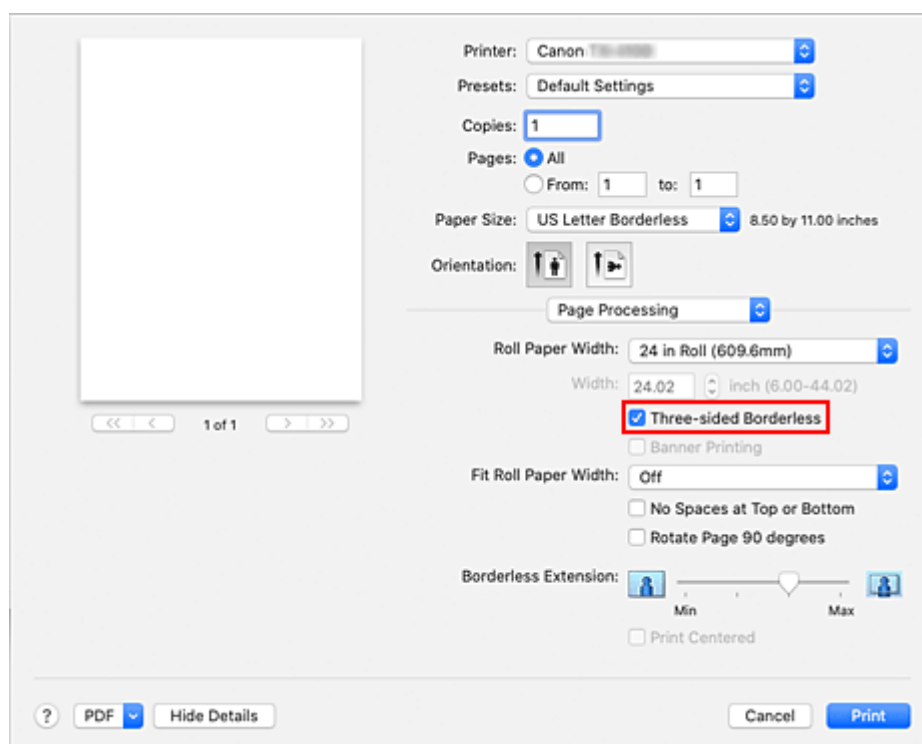 Printer: Canon
Presets: Default Settings
Copies: 1
Pages: All
From: 1 to: 1
Paper Size: US Letter Borderless 8.50 by 11.00 inches
Orientation:
Page Processing
Roll Paper Width: 24 in Roll (609.6mm)
Width: 24.02 inch (6.00-44.02)
<< < 1 of 1 > >>
Three-sided Borderless
Banner Printing
Fit Roll Paper Width: Off
No Spaces at Top or Bottom
Rotate Page 90 degrees
Borderless Extension:
Min Max
Print Centered
? PDF Hide Details Cancel Print